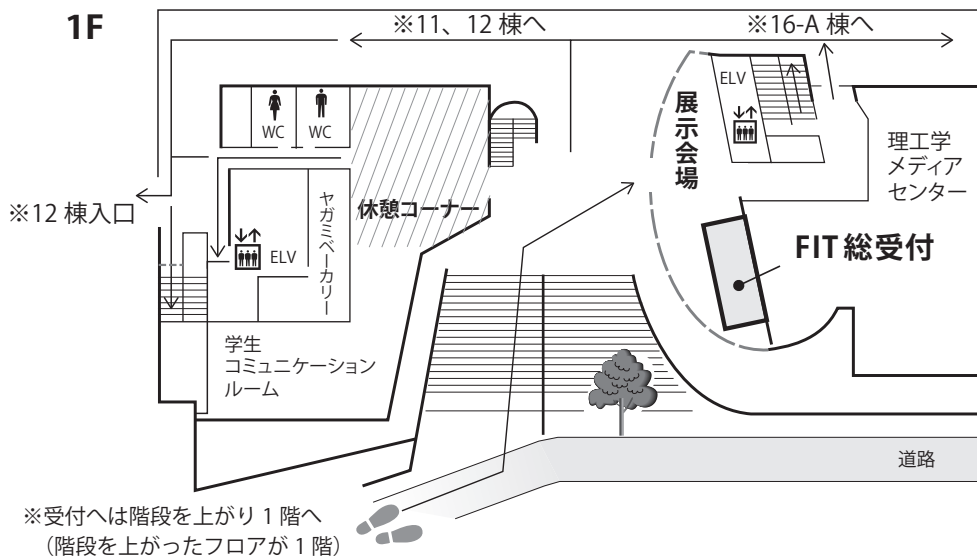 1F
※11、12 棟へ
※16-A 棟へ
WC
WC
ELV
展示会場
理工学
メディア
センター
※12 棟入口
休憩コーナー
ヤガミベーカリー
ELV
FIT 総受付
学生
コミュニケーション
ルーム
道路
※受付へは階段を上がり 1 階へ
（階段を上がったフロアが 1 階）